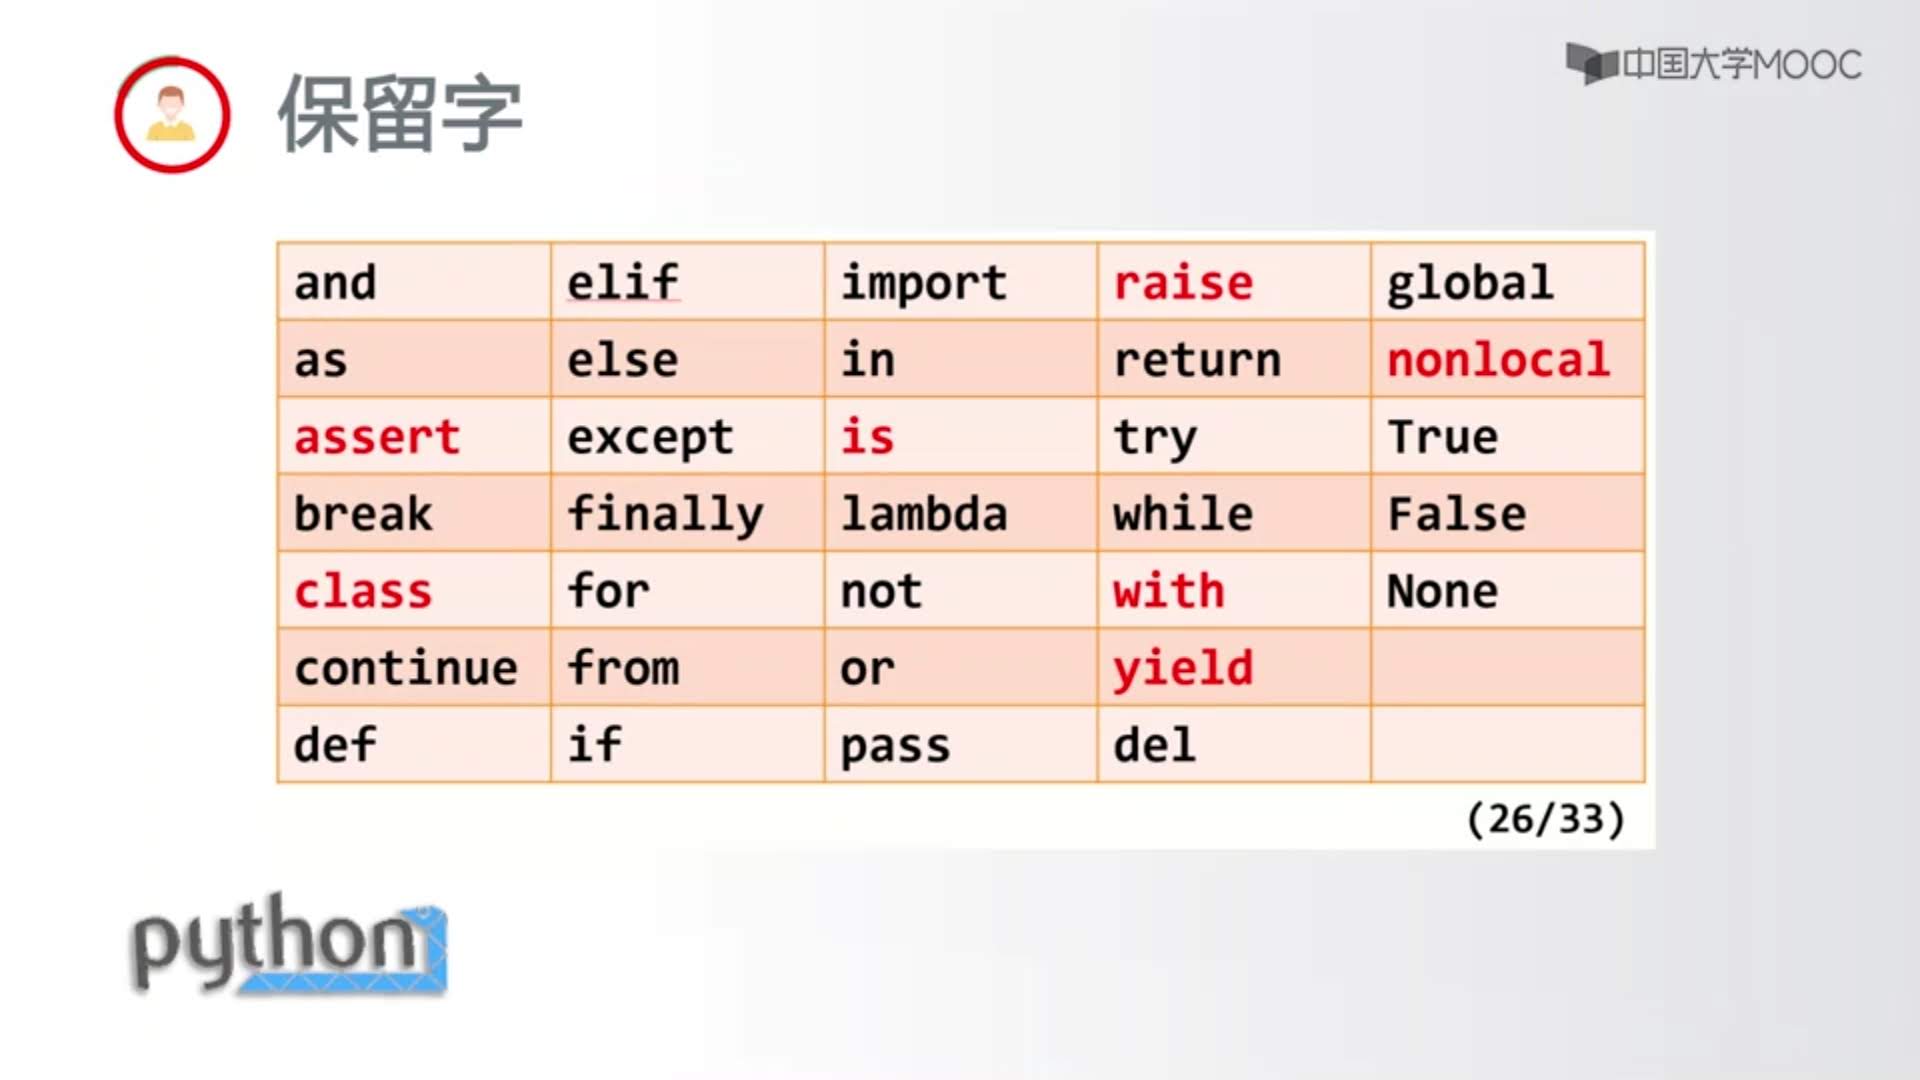 保留字
中国大学MOOC
and elif import raise global
as else in return nonlocal
assert except is try True
break finally lambda while False
class for not with None
continue from or yield
def if pass del
(26/33)
python